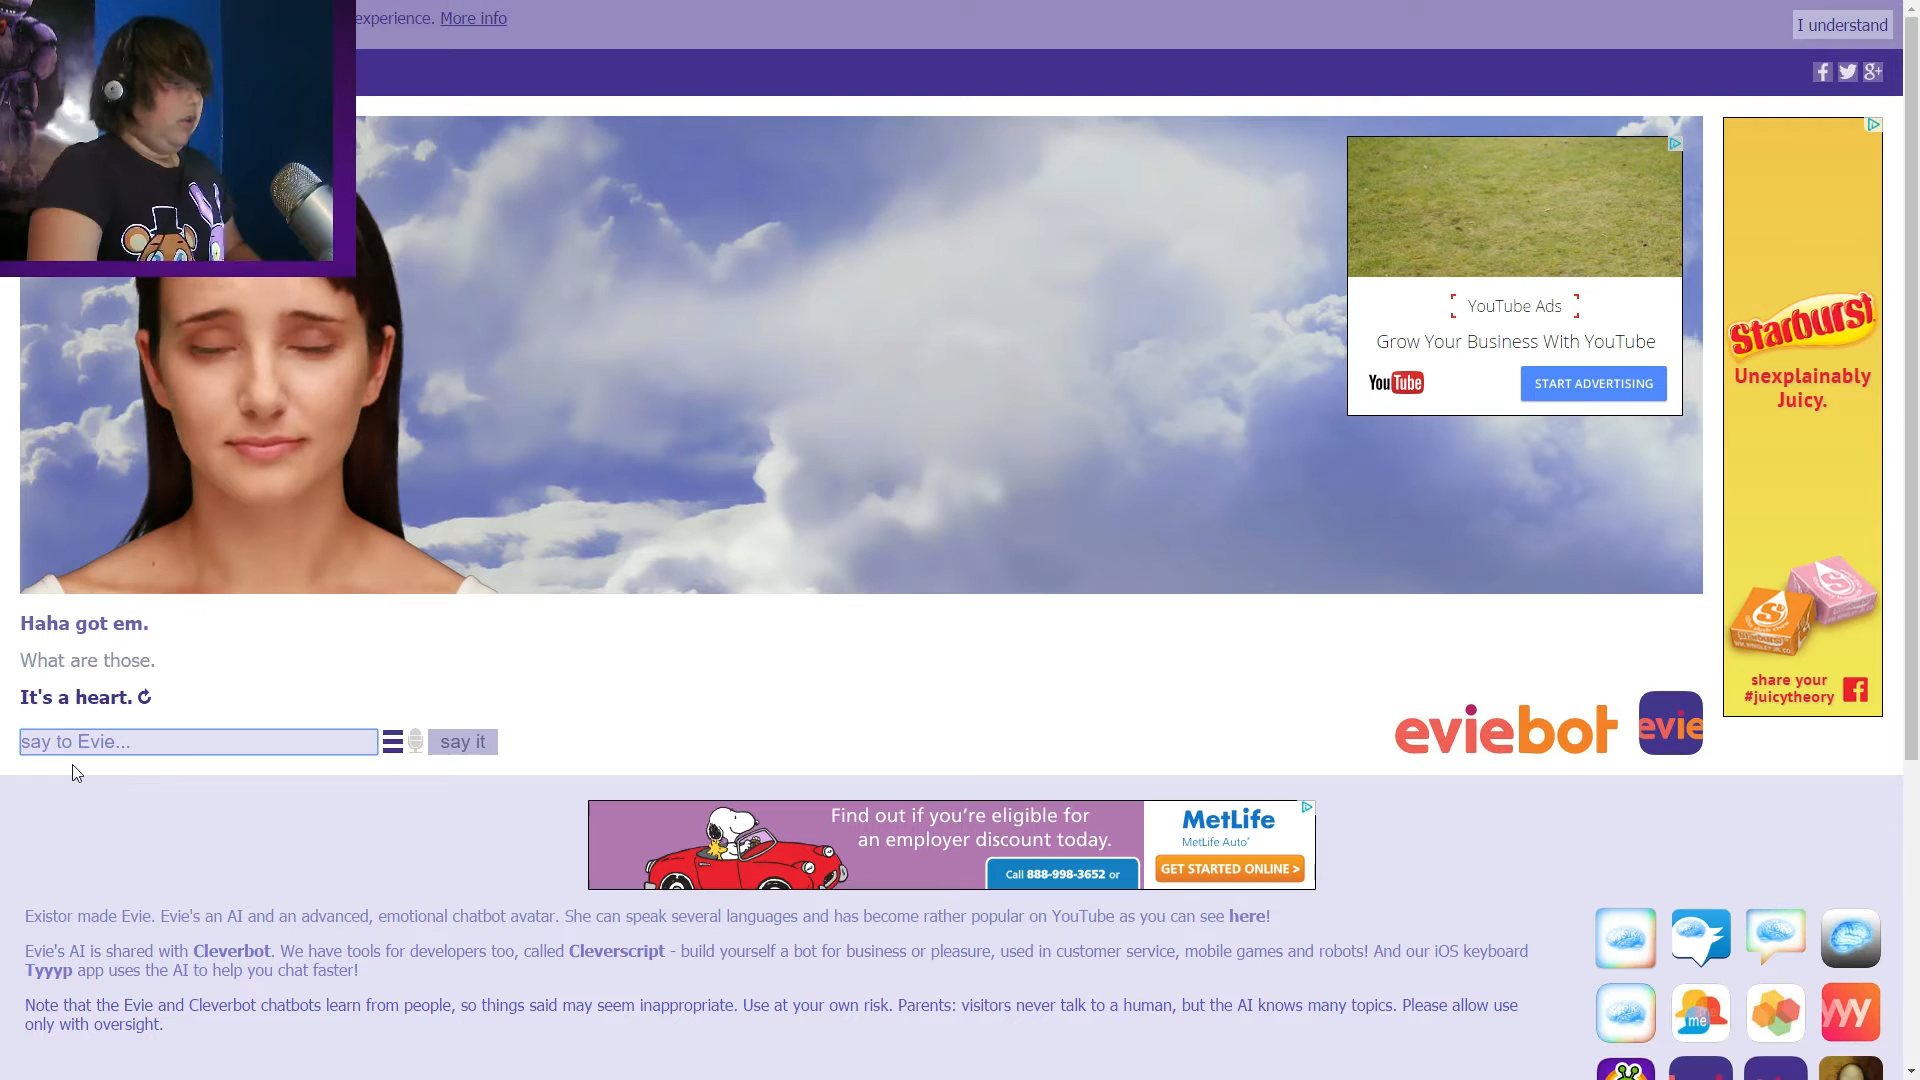 experience. More info
I understand
YouTube Ads
Grow Your Business With YouTube
YouTube
START ADVERTISING
Starburst
Unexplainably
Juicy.
share your
#juicytheory
Haha got em.
What are those.
It's a heart.
say to Evie...
say it
eviebot
evie
Find out if you're eligible for
an employer discount today.
Call 888-998-3652 or
MetLife
MetLife Auto®
GET STARTED ONLINE >
Existor made Evie. Evie's an AI and an advanced, emotional chatbot avatar. She can speak several languages and has become rather popular on YouTube as you can see here!
Evie's AI is shared with Cleverbot. We have tools for developers too, called Cleverscript - build yourself a bot for business or pleasure, used in customer service, mobile games and robots! And our iOS keyboard
Tyyyp app uses the AI to help you chat faster!
Note that the Evie and Cleverbot chatbots learn from people, so things said may seem inappropriate. Use at your own risk. Parents: visitors never talk to a human, but the AI knows many topics. Please allow use
only with oversight.
me
yyy